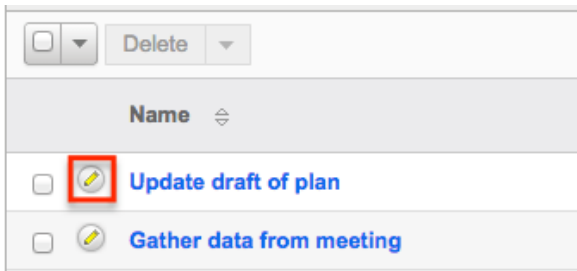 Delete
Name
Update draft of plan
Gather data from meeting